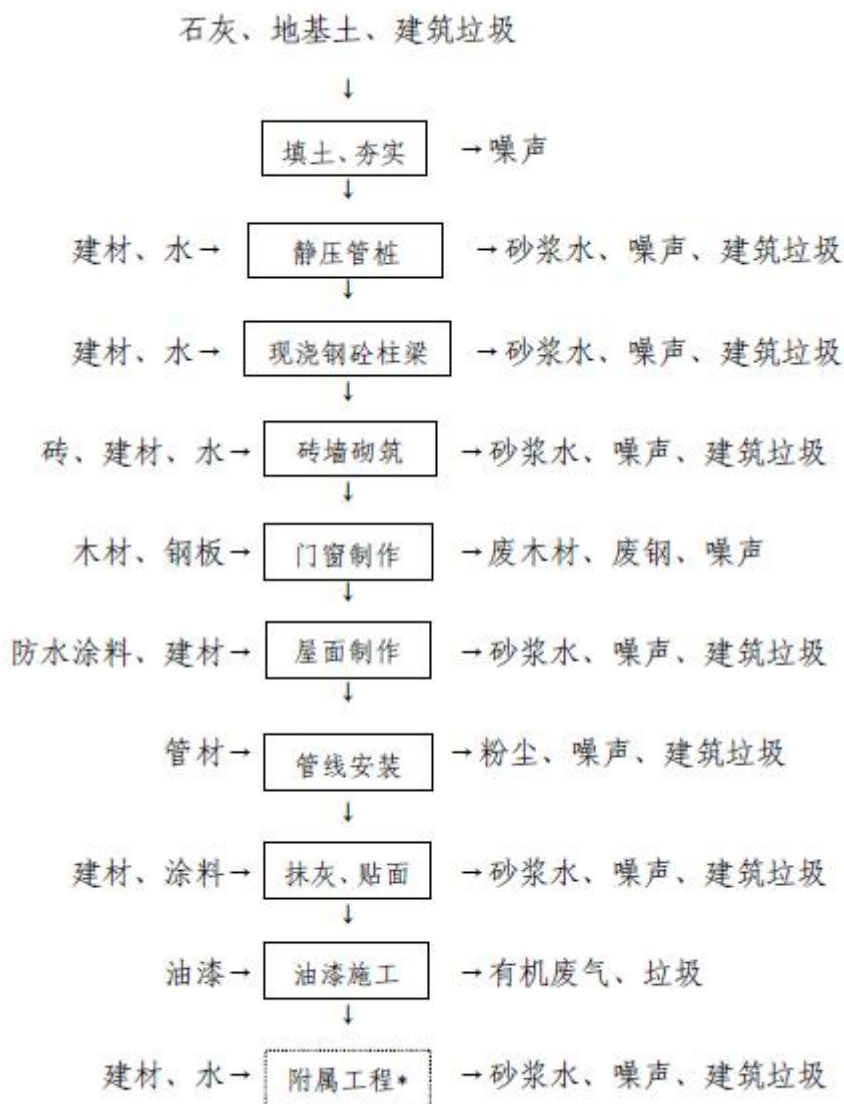 石灰、地基土、建筑垃圾
↓
填土、夯实 →噪声
↓
建材、水→ 静压管桩 →砂浆水、噪声、建筑垃圾
↓
建材、水→ 现浇钢砼柱梁 →砂浆水、噪声、建筑垃圾
↓
砖、建材、水→ 砖墙砌筑 →砂浆水、噪声、建筑垃圾
↓
木材、钢板→ 门窗制作 →废木材、废钢、噪声
↓
防水涂料、建材→ 屋面制作 →砂浆水、噪声、建筑垃圾
↓
管材→ 管线安装 →粉尘、噪声、建筑垃圾
↓
建材、涂料→ 抹灰、贴面 →砂浆水、噪声、建筑垃圾
↓
油漆→ 油漆施工 →有机废气、垃圾
↓
建材、水→ 附属工程* →砂浆水、噪声、建筑垃圾